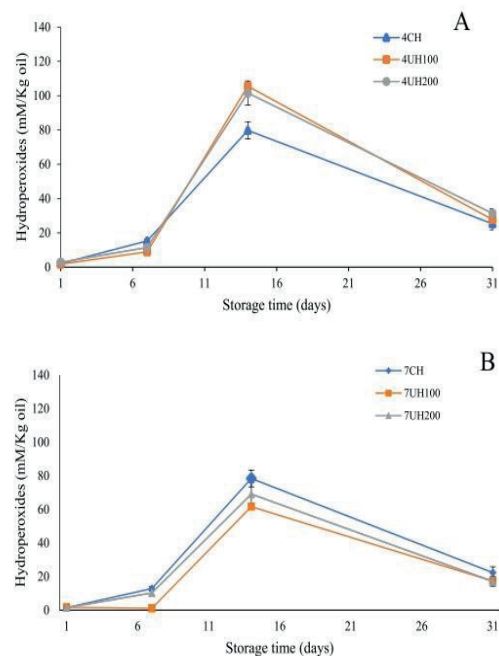 A
4CH
4UH100
4UH200
Hydroperoxides (mM/Kg oil)
140
120
100
80
60
40
20
0
1 6 11 16 21 26 31
Storage time (days)
B
7CH
7UH100
7UH200
Hydroperoxides (mM/Kg oil)
140
120
100
80
60
40
20
0
1 6 11 16 21 26 31
Storage time (days)